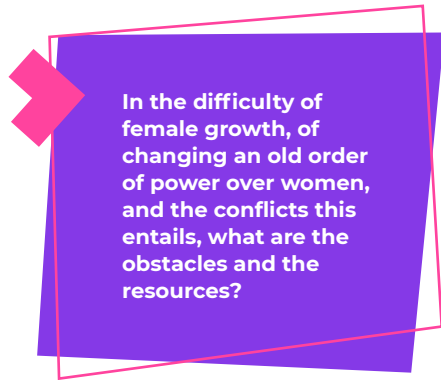 In the difficulty of
female growth, of
changing an old order
of power over women,
and the conflicts this
entails, what are the
obstacles and the
resources?